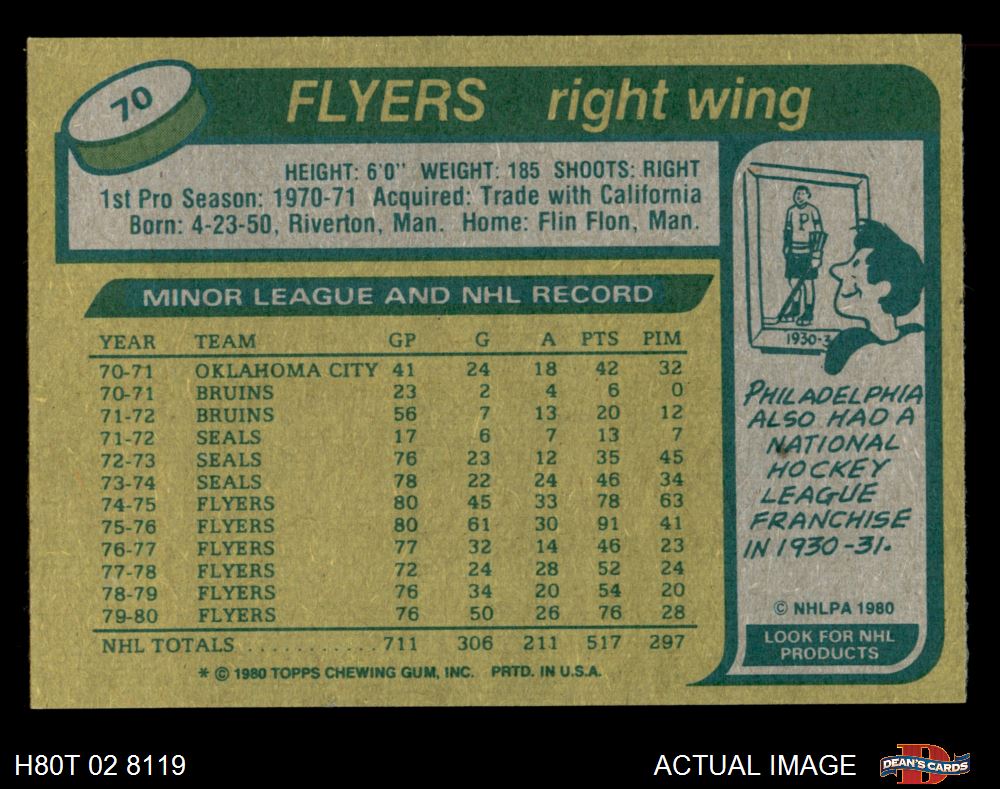 70
FLYERS right wing
HEIGHT: 6'0" WEIGHT: 185 SHOOTS: RIGHT
1st Pro Season: 1970-71 Acquired: Trade with California
Born: 4-23-50, Riverton, Man. Home: Flin Flon, Man.
MINOR LEAGUE AND NHL RECORD
YEAR TEAM GP G A PTS PIM
70-71 OKLAHOMA CITY 41 24 18 42 32
70-71 BRUINS 23 2 4 6 0
71-72 BRUINS 56 7 13 20 12
71-72 SEALS 17 6 7 13 7
72-73 SEALS 76 23 12 35 45
73-74 SEALS 78 22 24 46 34
74-75 FLYERS 80 45 33 78 63
75-76 FLYERS 80 61 30 91 41
76-77 FLYERS 77 32 14 46 23
77-78 FLYERS 72 24 28 52 24
78-79 FLYERS 76 34 20 54 20
79-80 FLYERS 76 50 26 76 28
NHL TOTALS .......... 711 306 211 517 297
* © 1980 TOPPS CHEWING GUM, INC. PRTD. IN U.S.A.
P
1930-3
PHILADELPHIA
ALSO HAD A
NATIONAL
HOCKEY
LEAGUE
FRANCHISE
IN 1930-31.
© NHLPA 1980
LOOK FOR NHL
PRODUCTS
H80T 02 8119
ACTUAL IMAGE
D
DEAN'S CARDS